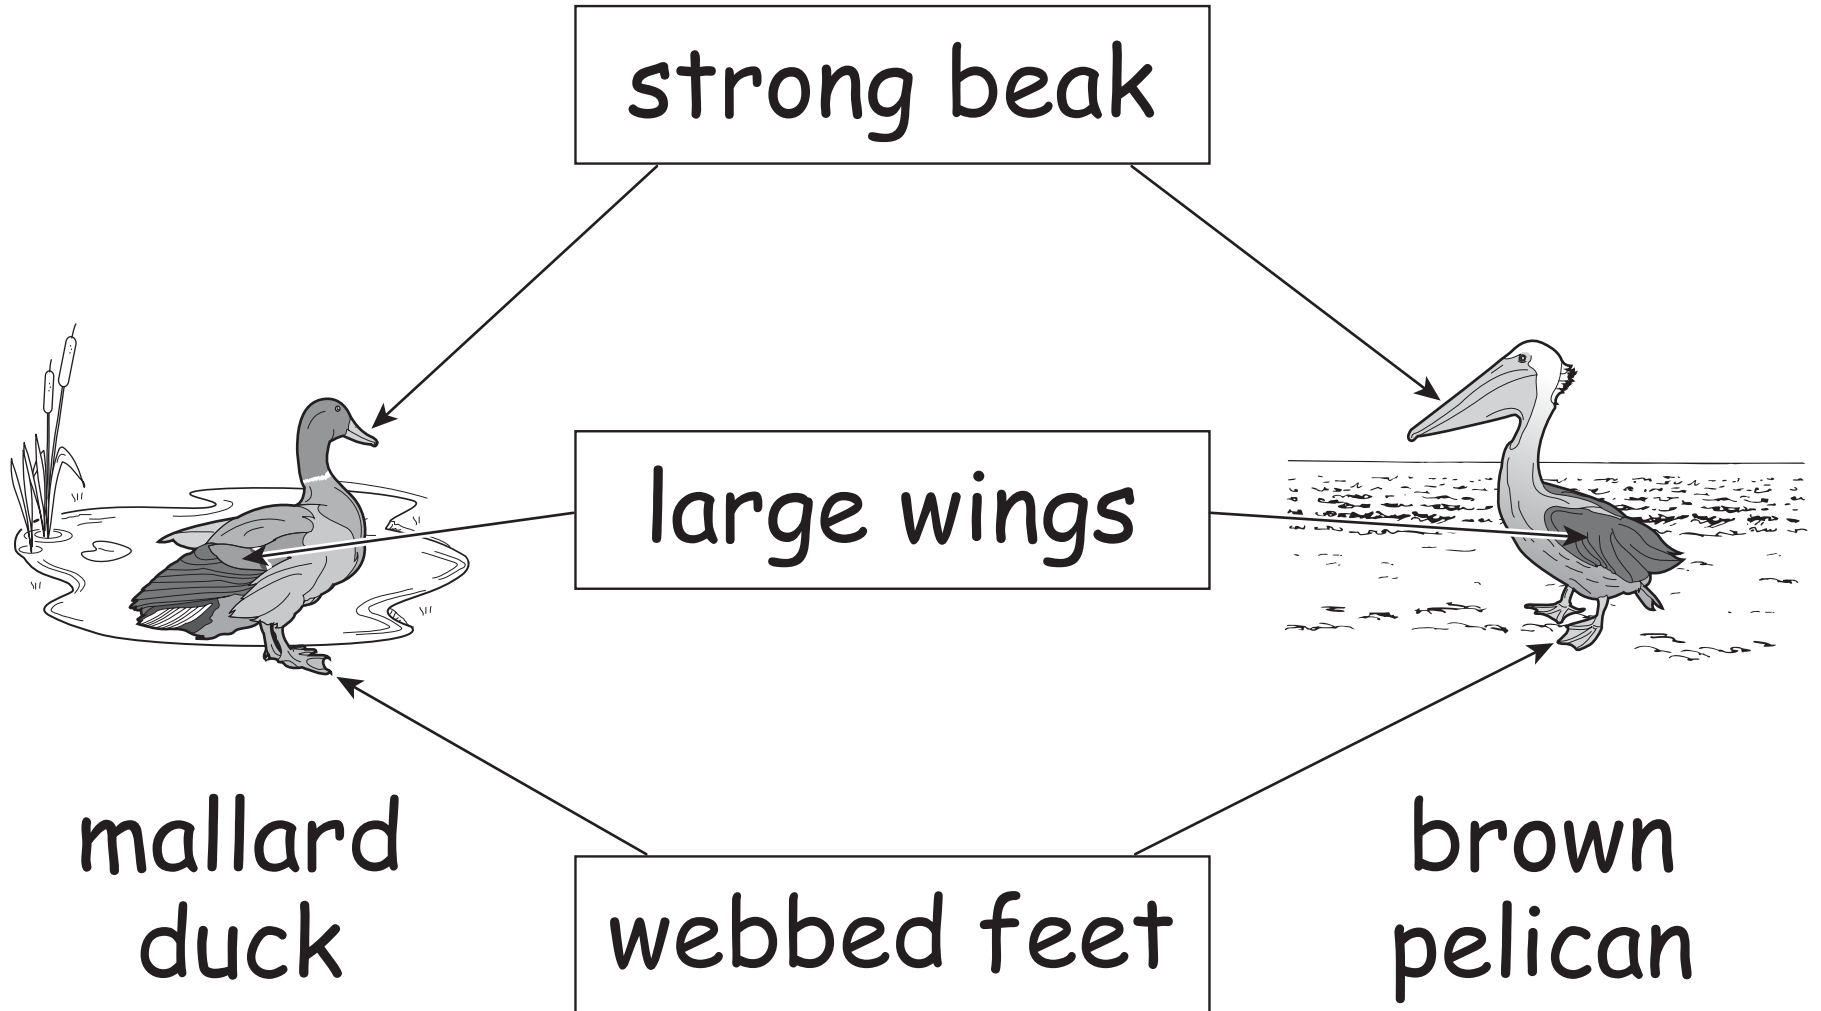 strong beak
large wings
webbed feet
mallard
duck
brown
pelican